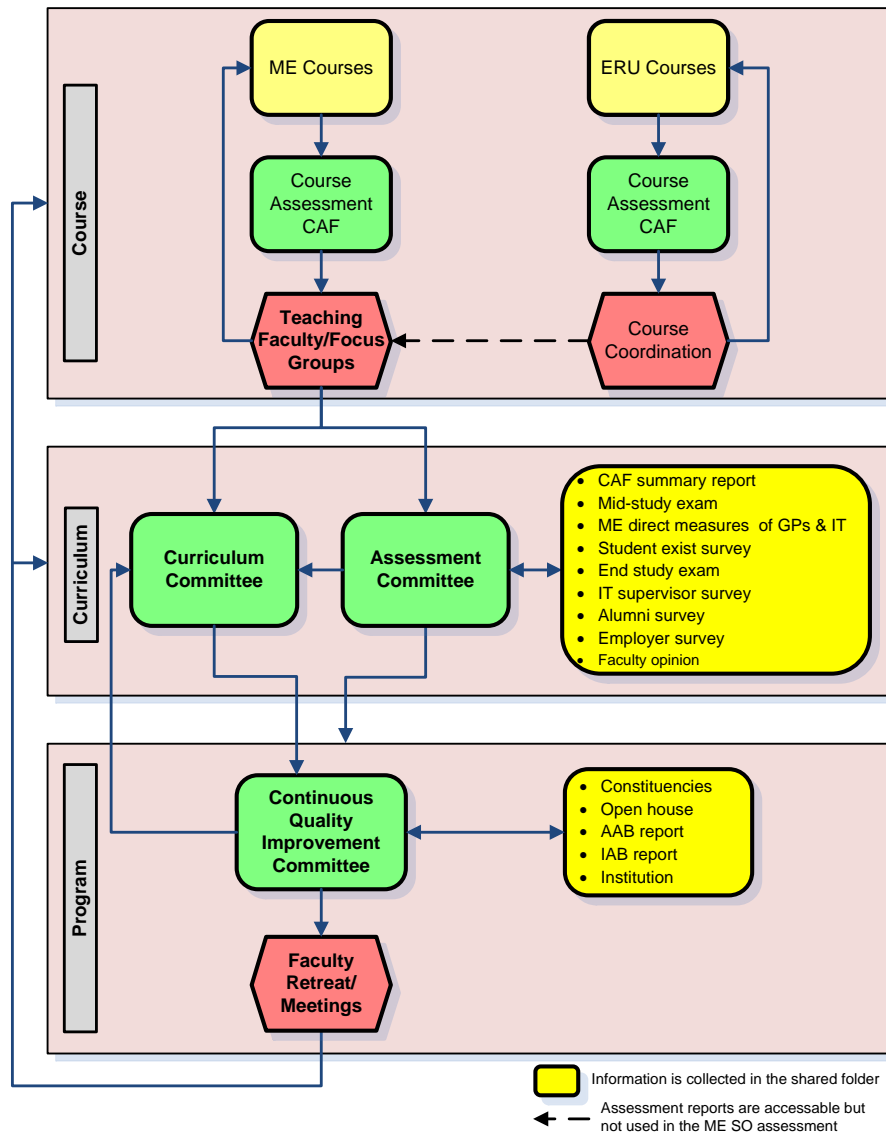 Course
ME Courses
ERU Courses
Course
Assessment
CAF
Course
Assessment
CAF
Teaching
Faculty/Focus
Groups
Course
Coordination
Curriculum
Curriculum
Committee
Assessment
Committee
• CAF summary report
• Mid-study exam
• ME direct measures of GPs & IT
• Student exist survey
• End study exam
• IT supervisor survey
• Alumni survey
• Employer survey
• Faculty opinion
Program
Continuous
Quality
Improvement
Committee
• Constituencies
• Open house
• AAB report
• IAB report
• Institution
Faculty
Retreat/
Meetings
Information is collected in the shared folder
Assessment reports are accessable but
not used in the ME SO assessment